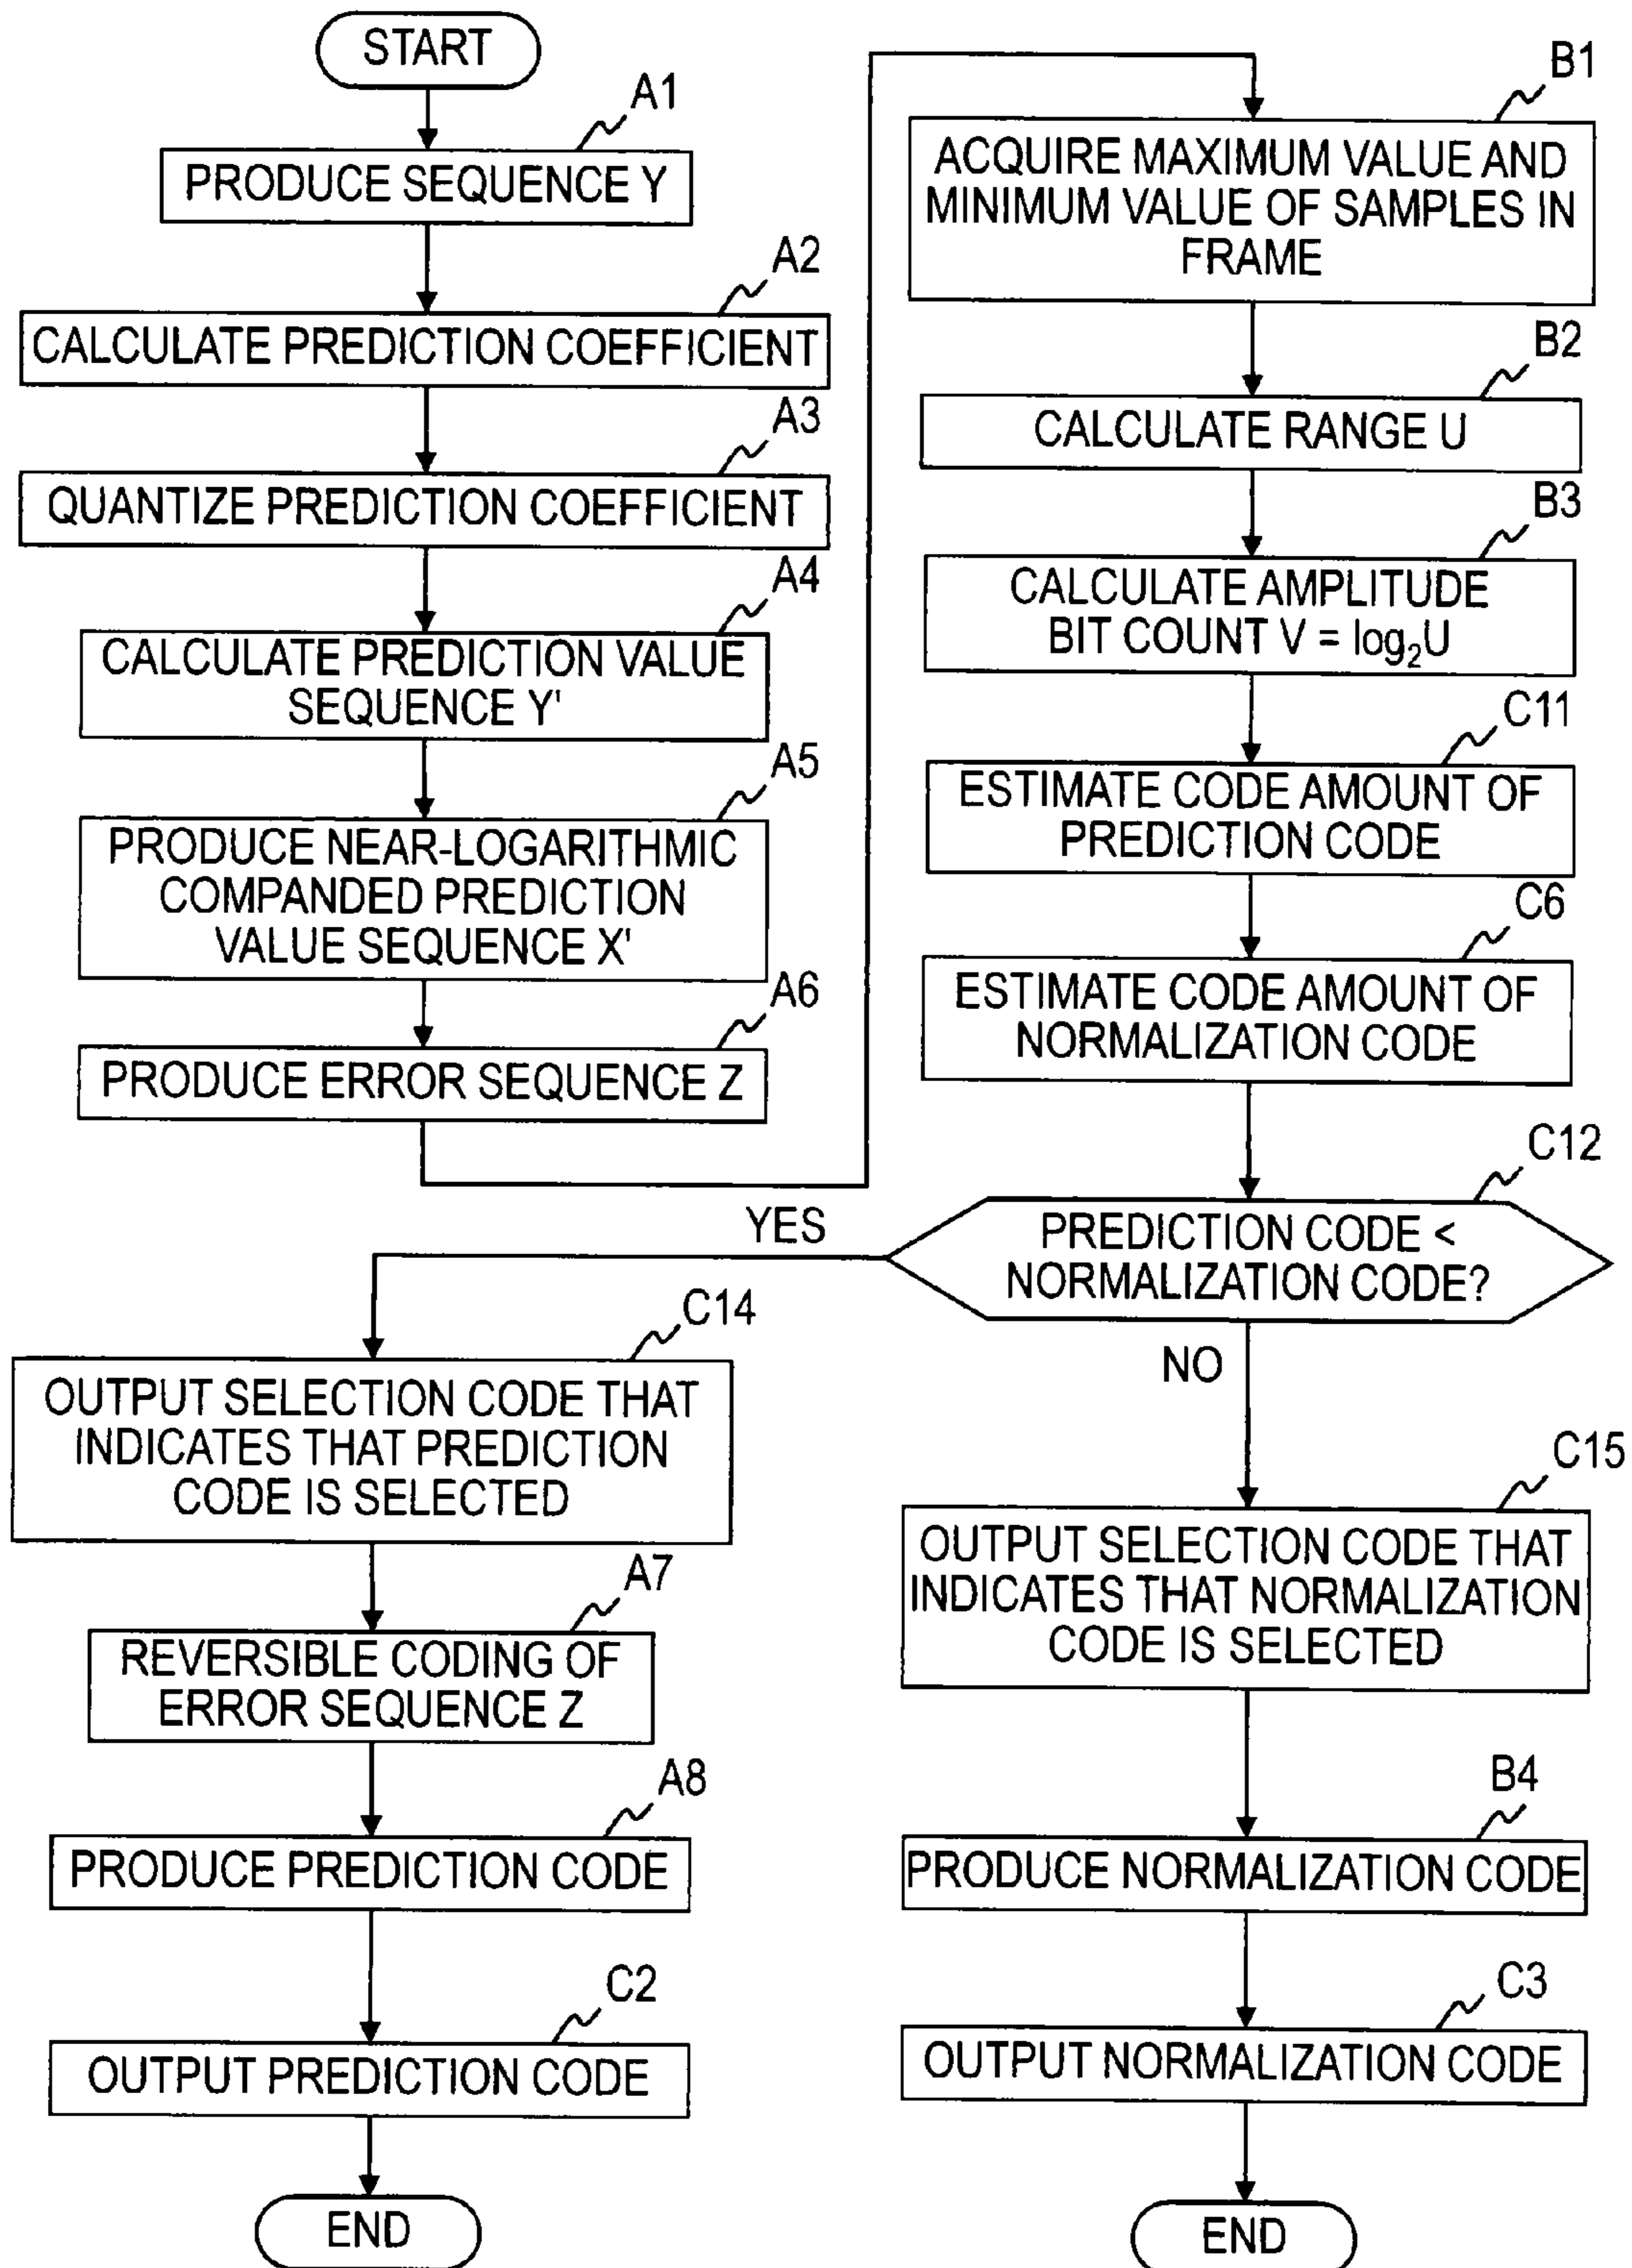 START
A1
PRODUCE SEQUENCE Y
A2
CALCULATE PREDICTION COEFFICIENT
A3
QUANTIZE PREDICTION COEFFICIENT
A4
CALCULATE PREDICTION VALUE
SEQUENCE Y'
A5
PRODUCE NEAR-LOGARITHMIC
COMPANDED PREDICTION
VALUE SEQUENCE X'
A6
PRODUCE ERROR SEQUENCE Z
B1
ACQUIRE MAXIMUM VALUE AND
MINIMUM VALUE OF SAMPLES IN
FRAME
B2
CALCULATE RANGE U
B3
CALCULATE AMPLITUDE
BIT COUNT V = log₂U
C11
ESTIMATE CODE AMOUNT OF
PREDICTION CODE
C6
ESTIMATE CODE AMOUNT OF
NORMALIZATION CODE
C12
PREDICTION CODE <
NORMALIZATION CODE?
YES
C14
OUTPUT SELECTION CODE THAT
INDICATES THAT PREDICTION
CODE IS SELECTED
A7
REVERSIBLE CODING OF
ERROR SEQUENCE Z
A8
PRODUCE PREDICTION CODE
C2
OUTPUT PREDICTION CODE
END
NO
C15
OUTPUT SELECTION CODE THAT
INDICATES THAT NORMALIZATION
CODE IS SELECTED
B4
PRODUCE NORMALIZATION CODE
C3
OUTPUT NORMALIZATION CODE
END